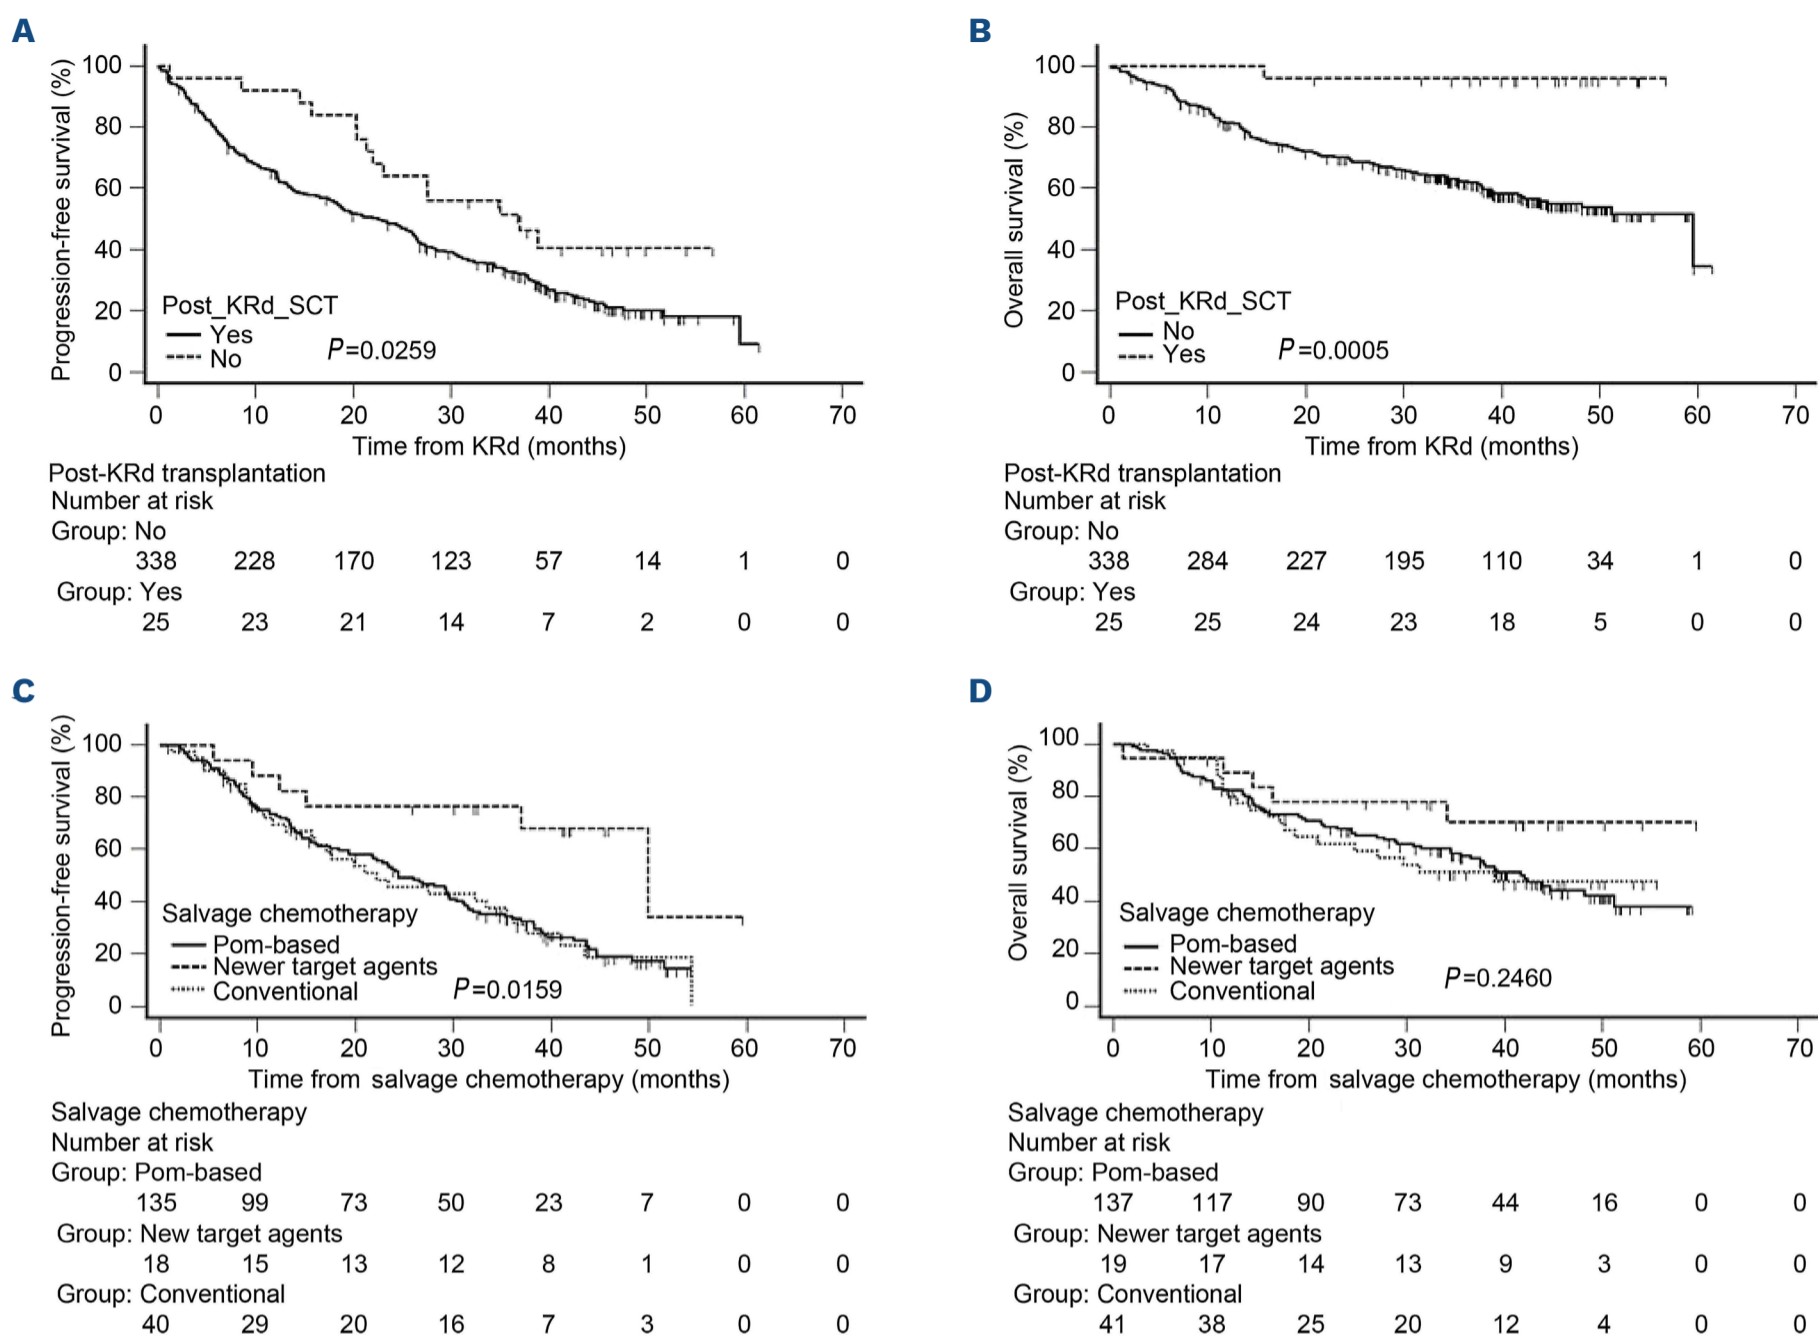 A
Progression-free survival (%)
100
80
60
40
20
0
Post_KRd_SCT
Yes
No
P=0.0259
0 10 20 30 40 50 60 70
Time from KRd (months)
Post-KRd transplantation
Number at risk
Group: No
338 228 170 123 57 14 1 0
Group: Yes
25 23 21 14 7 2 0 0
B
Overall survival (%)
100
80
60
40
20
0
Post_KRd_SCT
No
Yes
P=0.0005
0 10 20 30 40 50 60 70
Time from KRd (months)
Post-KRd transplantation
Number at risk
Group: No
338 284 227 195 110 34 1 0
Group: Yes
25 25 24 23 18 5 0 0
C
Progression-free survival (%)
100
80
60
40
20
0
Salvage chemotherapy
Pom-based
Newer target agents
Conventional
P=0.0159
0 10 20 30 40 50 60 70
Time from salvage chemotherapy (months)
Salvage chemotherapy
Number at risk
Group: Pom-based
135 99 73 50 23 7 0 0
Group: New target agents
18 15 13 12 8 1 0 0
Group: Conventional
40 29 20 16 7 3 0 0
D
Overall survival (%)
100
80
60
40
20
0
Salvage chemotherapy
Pom-based
Newer target agents
Conventional
P=0.2460
0 10 20 30 40 50 60 70
Time from salvage chemotherapy (months)
Salvage chemotherapy
Number at risk
Group: Pom-based
137 117 90 73 44 16 0 0
Group: Newer target agents
19 17 14 13 9 3 0 0
Group: Conventional
41 38 25 20 12 4 0 0